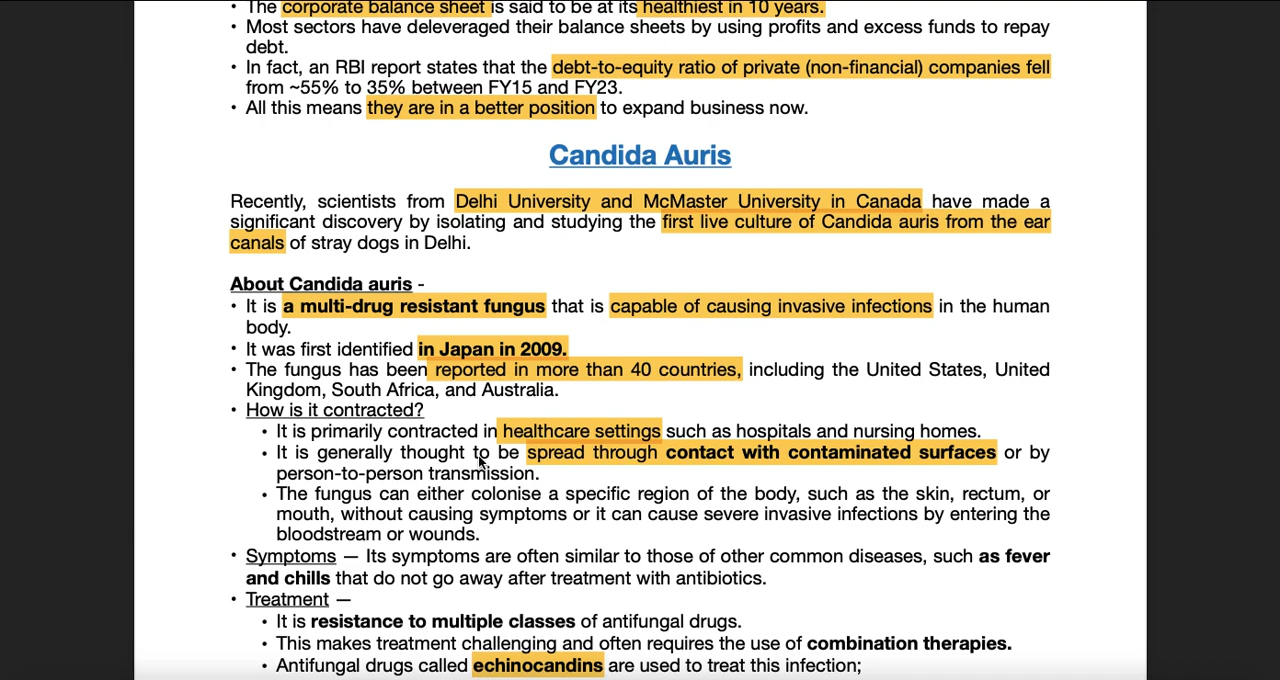 • The corporate balance sheet is said to be at its healthiest in 10 years.
• Most sectors have deleveraged their balance sheets by using profits and excess funds to repay
debt.
• In fact, an RBI report states that the debt-to-equity ratio of private (non-financial) companies fell
from ~55% to 35% between FY15 and FY23.
• All this means they are in a better position to expand business now.
Candida Auris
Recently, scientists from Delhi University and McMaster University in Canada have made a
significant discovery by isolating and studying the first live culture of Candida auris from the ear
canals of stray dogs in Delhi.
About Candida auris -
• It is a multi-drug resistant fungus that is capable of causing invasive infections in the human
body.
• It was first identified in Japan in 2009.
• The fungus has been reported in more than 40 countries, including the United States, United
Kingdom, South Africa, and Australia.
• How is it contracted?
• It is primarily contracted in healthcare settings such as hospitals and nursing homes.
• It is generally thought to be spread through contact with contaminated surfaces or by
person-to-person transmission.
• The fungus can either colonise a specific region of the body, such as the skin, rectum, or
mouth, without causing symptoms or it can cause severe invasive infections by entering the
bloodstream or wounds.
• Symptoms — Its symptoms are often similar to those of other common diseases, such as fever
and chills that do not go away after treatment with antibiotics.
• Treatment —
• It is resistance to multiple classes of antifungal drugs.
• This makes treatment challenging and often requires the use of combination therapies.
• Antifungal drugs called echinocandins are used to treat this infection;